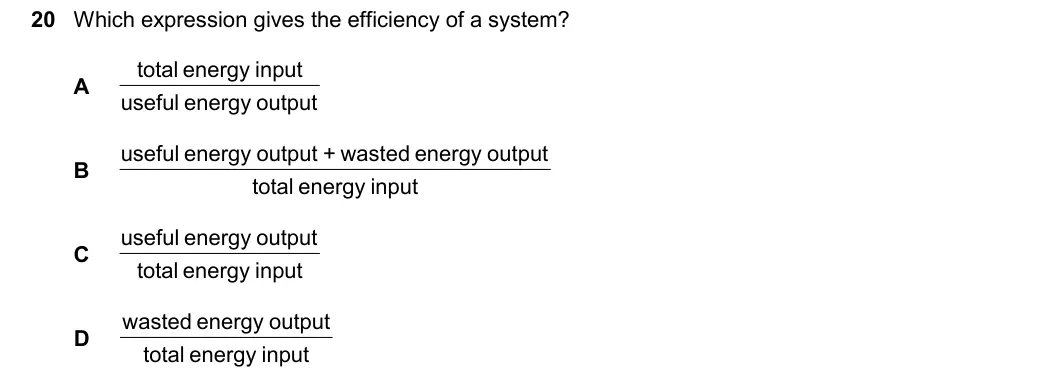 20 Which expression gives the efficiency of a system?
A
total energy input
useful energy output
B
useful energy output + wasted energy output
total energy input
C
useful energy output
total energy input
D
wasted energy output
total energy input